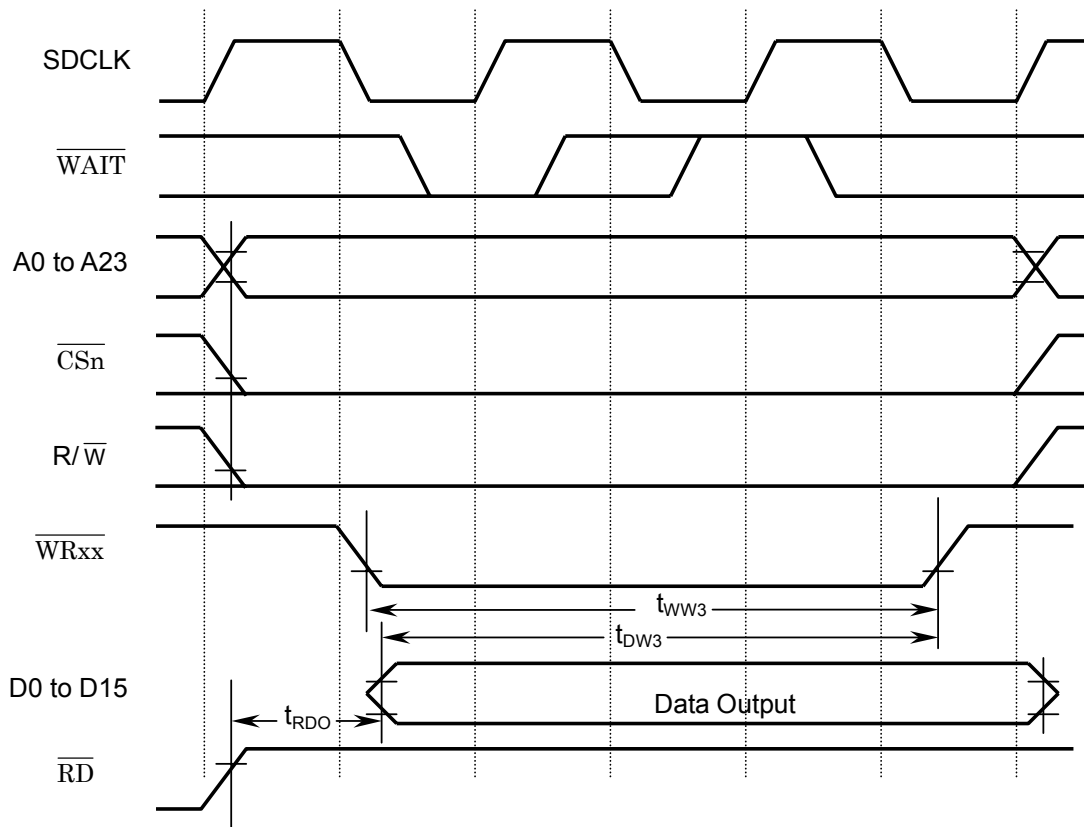 SDCLK
WAIT
A0 to A23
CSn
R/W
WRxx
tWW3
tDW3
D0 to D15
Data Output
tRDO
RD